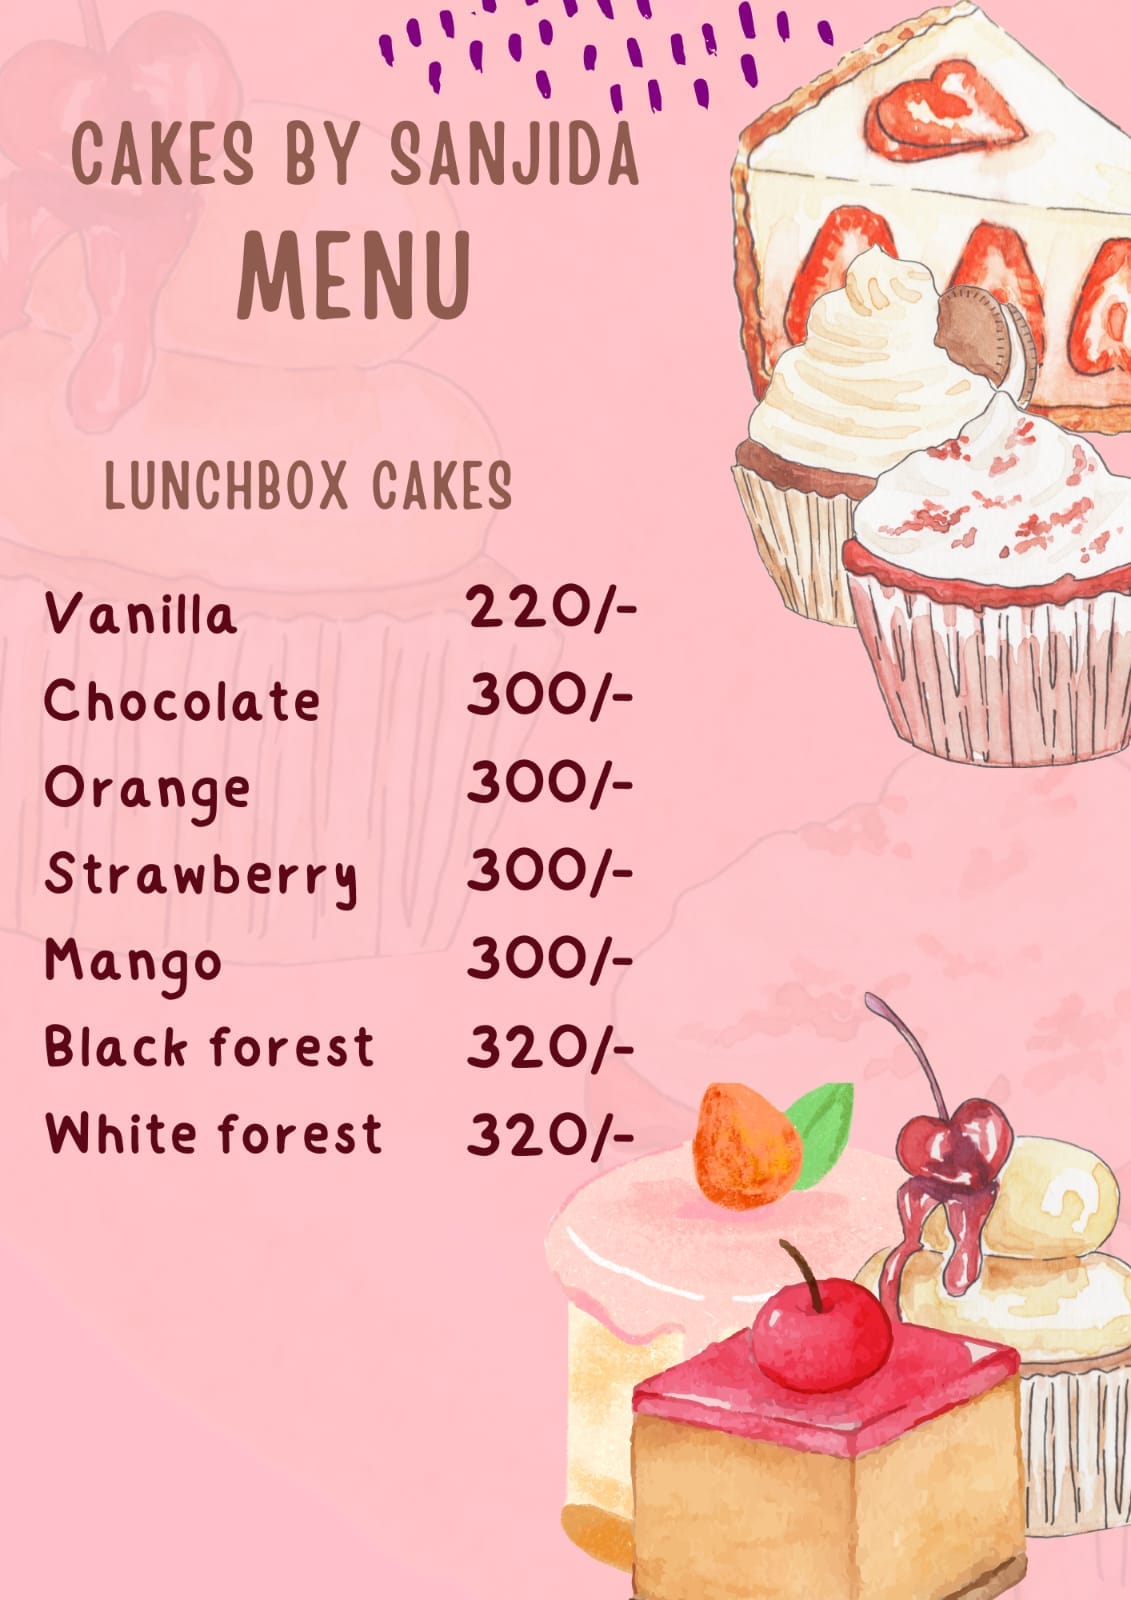 CAKES BY SANJIDA
MENU
LUNCHBOX CAKES
Vanilla 220/-
Chocolate 300/-
Orange 300/-
Strawberry 300/-
Mango 300/-
Black forest 320/-
White forest 320/-